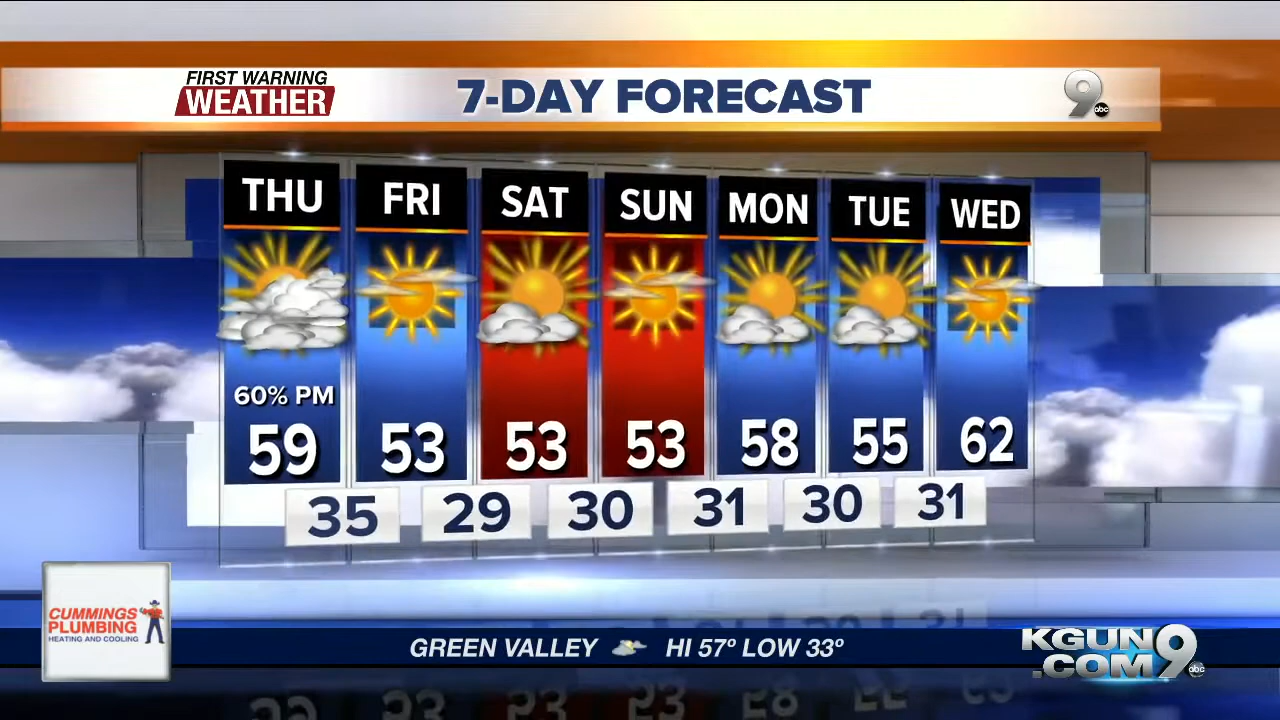 FIRST WARNING
WEATHER
7-DAY FORECAST
9
abc
THU FRI SAT SUN MON TUE WED
60% PM
59 53 53 53 58 55 62
35 29 30 31 30 31
CUMMINGS
PLUMBING
HEATING AND COOLING
GREEN VALLEY HI 57º LOW 33º
KGUN9
.COM
abc